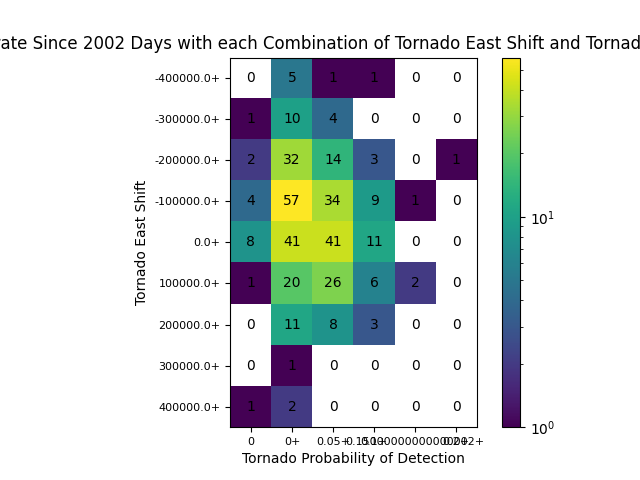 ate Since 2002 Days with each Combination of Tornado East Shift and Tornad
-400000.0+ 0 5 1 1 0 0
-300000.0+ 1 10 4 0 0 0
-200000.0+ 2 32 14 3 0 1
-100000.0+ 4 57 34 9 1 0
0.0+ 8 41 41 11 0 0
100000.0+ 1 20 26 6 2 0
200000.0+ 0 11 8 3 0 0
300000.0+ 0 1 0 0 0 0
400000.0+ 1 2 0 0 0 0
0 0+ 0.05+
Tornado Probability of Detection
Tornado East Shift
10^1
10^0